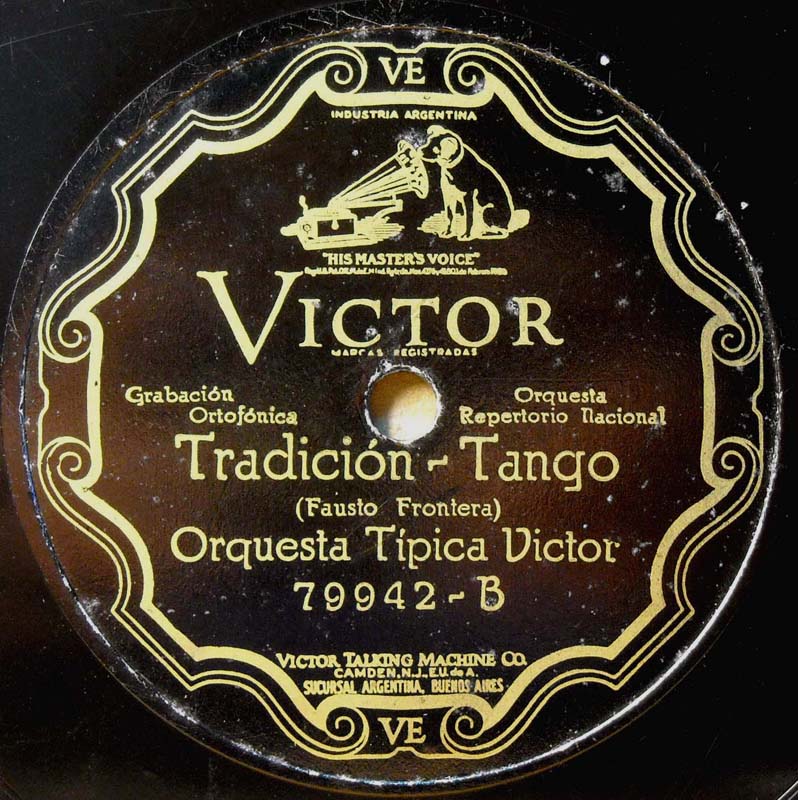 VE
INDUSTRIA ARGENTINA
"HIS MASTER'S VOICE"
VICTOR
MARCAS REGISTRADAS
Grabación Ortofónica
Orquesta Repertorio Nacional
Tradición - Tango
(Fausto Frontera)
Orquesta Típica Victor
79942 - B
VICTOR TALKING MACHINE CO.
CAMDEN, N.J., E.U. de A.
SUCURSAL ARGENTINA, BUENOS AIRES
VE